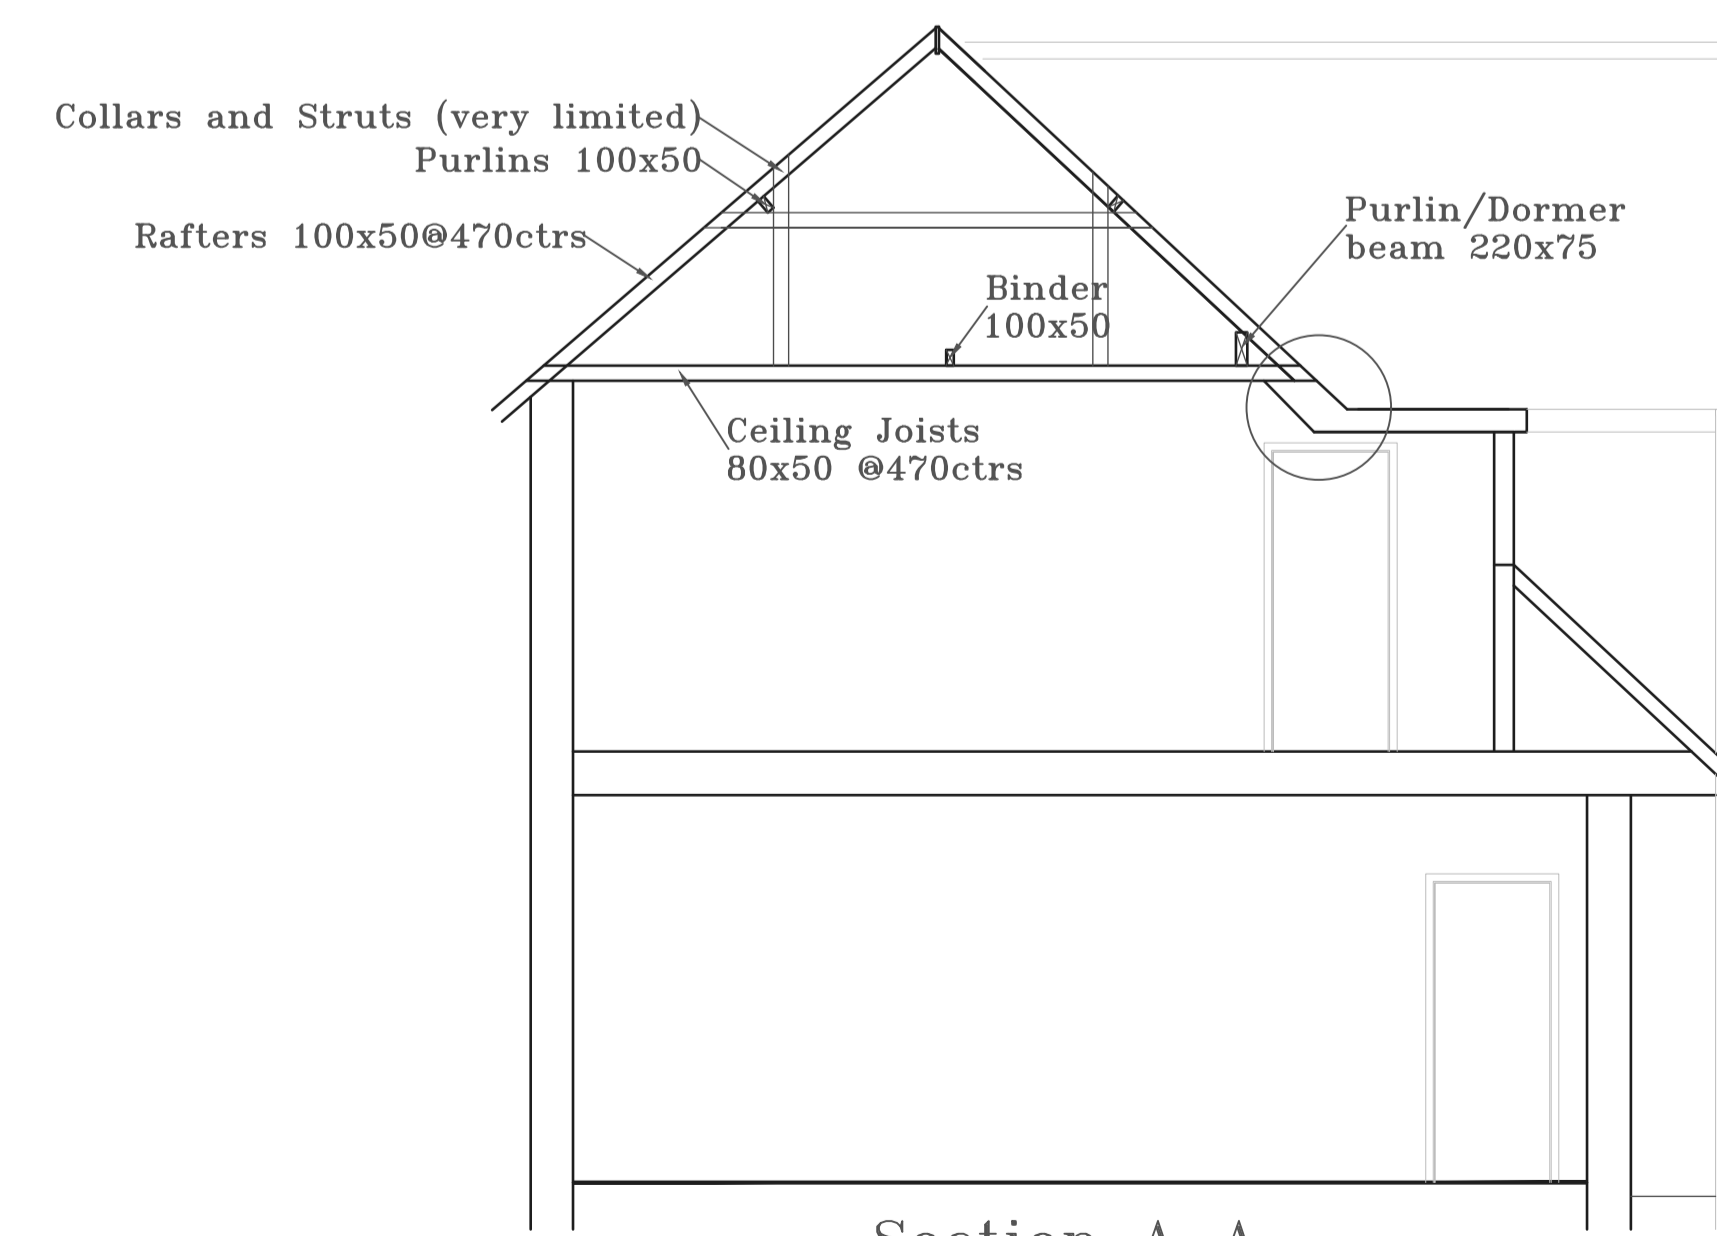 Collars and Struts (very limited)
Purlins 100x50
Rafters 100x50@470ctrs
Purlin/Dormer
beam 220x75
Binder
100x50
Ceiling Joists
80x50 @470ctrs
Section A-A